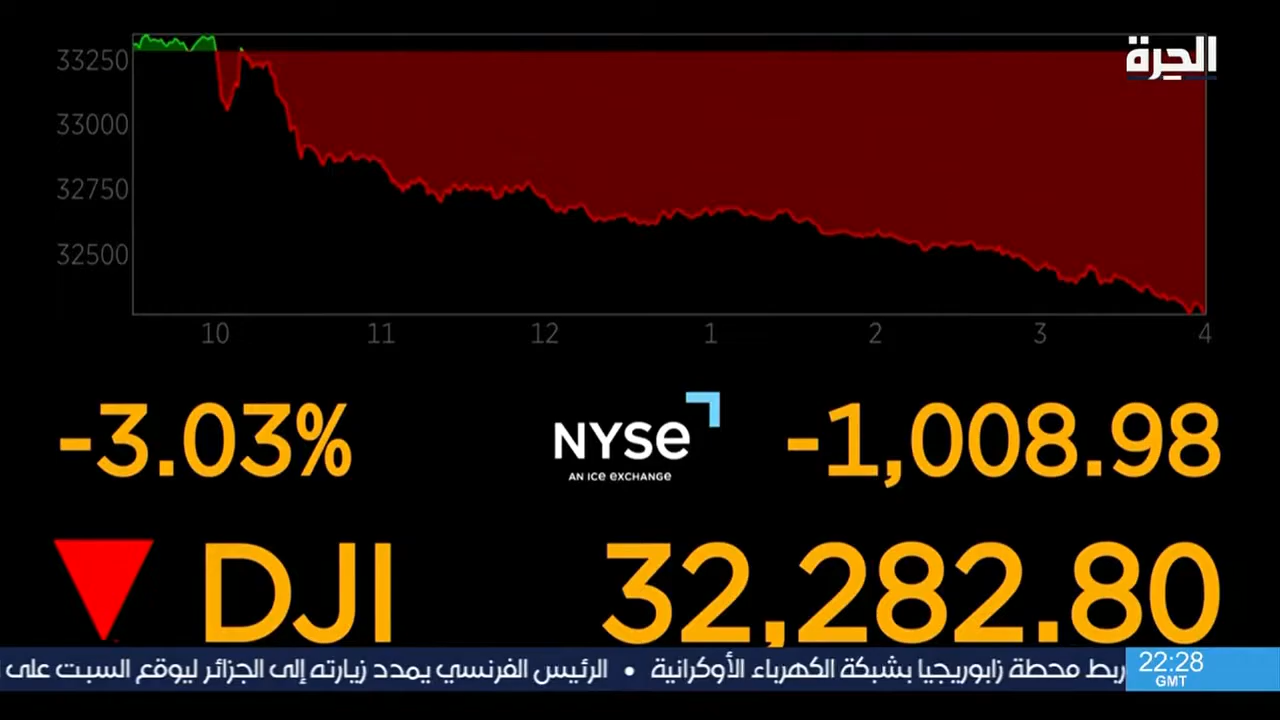 الحرة
33250
33000
32750
32500
10 11 12 1 2 3 4
-3.03% NYSE -1,008.98
AN ICE EXCHANGE
DJI 32,282.80
ربط محطة زابوريجيا بشبكة الكهرباء الأوكرانية • الرئيس الفرنسي يمدد زيارته إلى الجزائر ليوقع السبت على
22:28
GMT